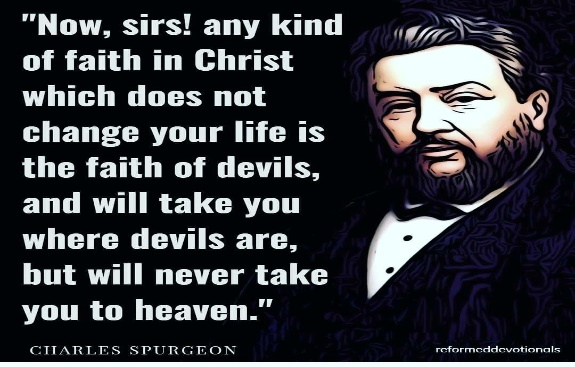 "Now, sirs! any kind
of faith in Christ
which does not
change your life is
the faith of devils,
and will take you
where devils are,
but will never take
you to heaven."
CHARLES SPURGEON
reformeddevotionals